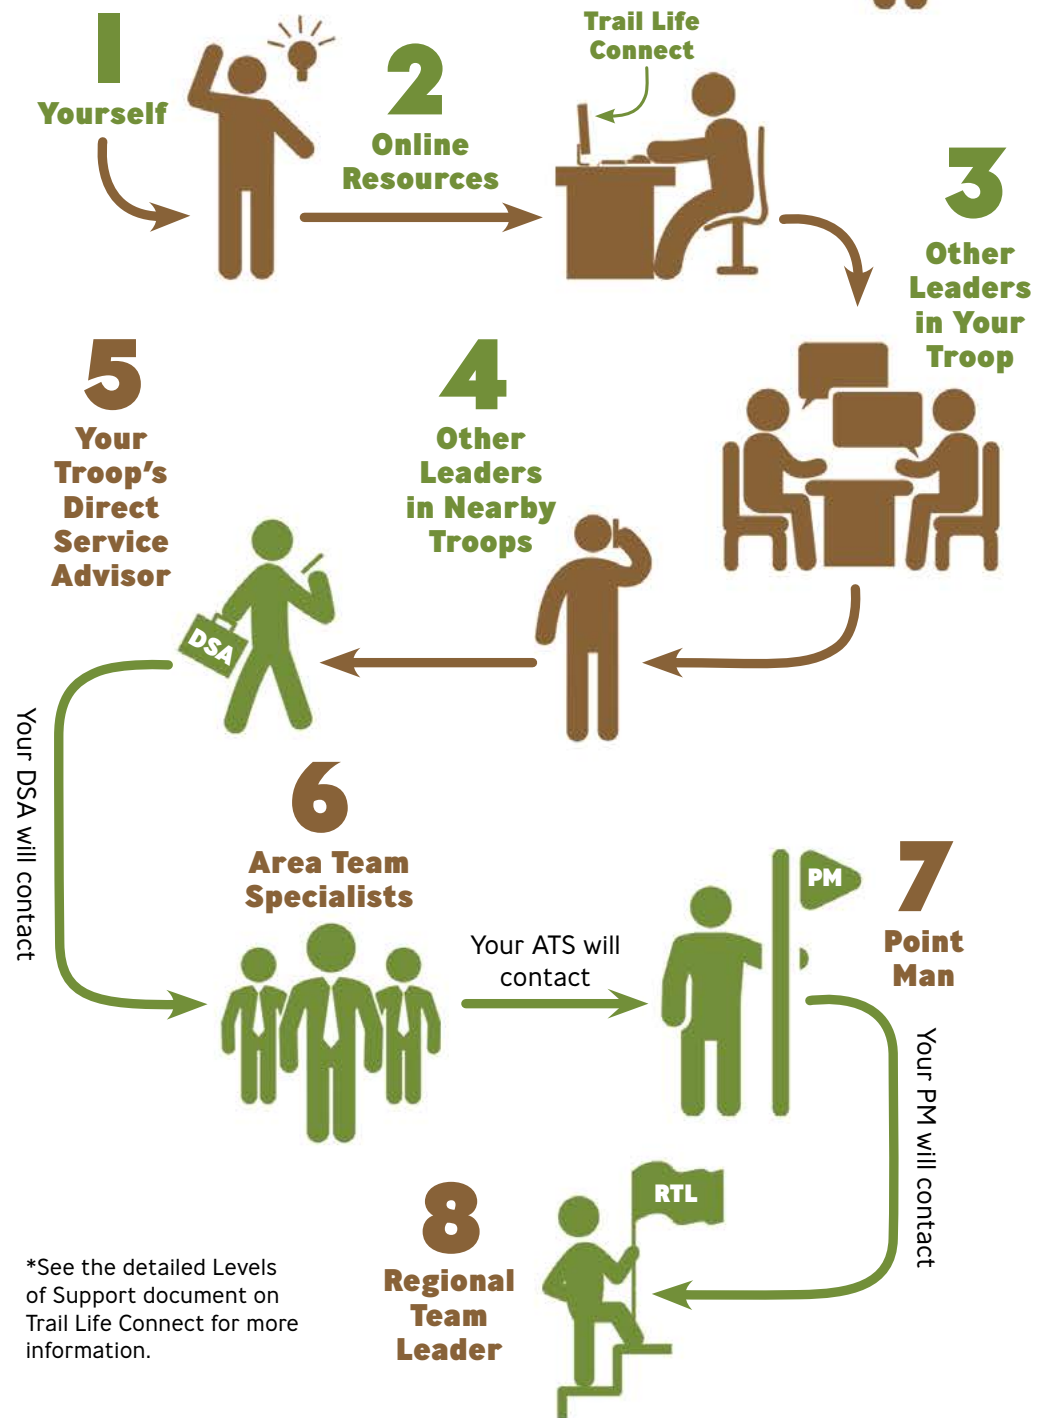 1
Yourself
2
Online
Resources
Trail Life
Connect
3
Other
Leaders
in Your
Troop
4
Other
Leaders
in Nearby
Troops
5
Your
Troop's
Direct
Service
Advisor
DSA
Your DSA will contact
6
Area Team
Specialists
Your ATS will
contact
7
Point
Man
PM
Your PM will contact
8
Regional
Team
Leader
RTL
*See the detailed Levels
of Support document on
Trail Life Connect for more
information.